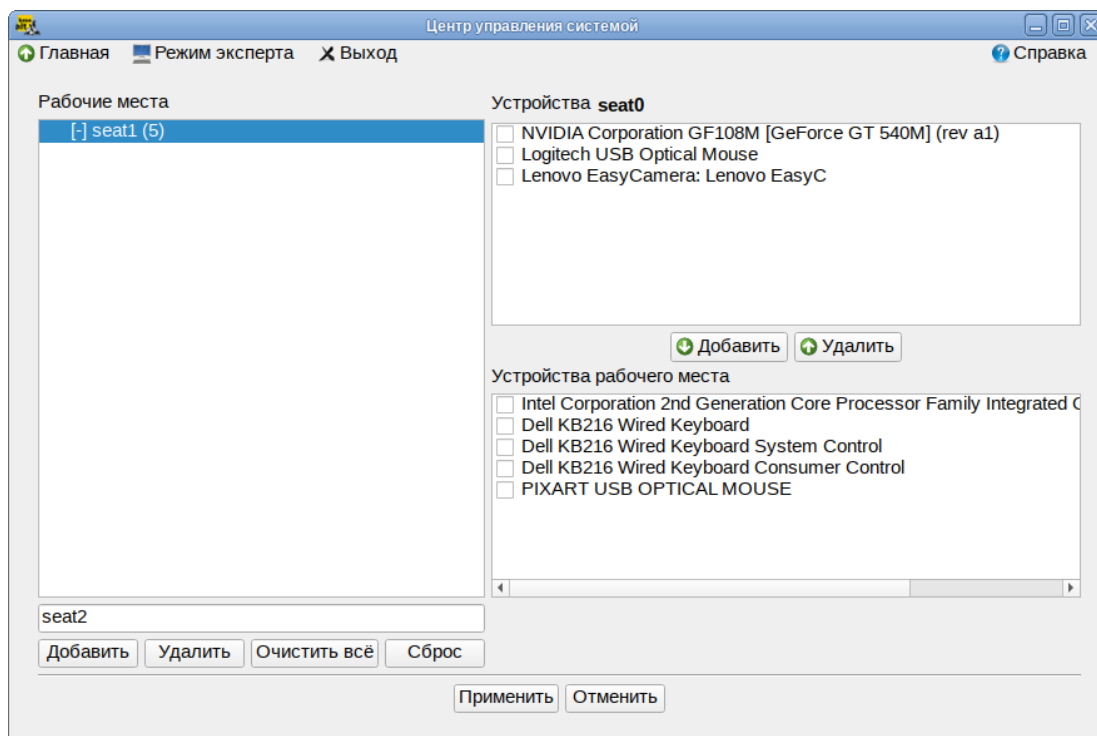 Центр управления системой
Главная Режим эксперта Выход Справка
Рабочие места
[-] seat1 (5)
seat2
Добавить Удалить Очистить всё Сброс
Устройства seat0
NVIDIA Corporation GF108M [GeForce GT 540M] (rev a1)
Logitech USB Optical Mouse
Lenovo EasyCamera: Lenovo EasyC
Добавить Удалить
Устройства рабочего места
Intel Corporation 2nd Generation Core Processor Family Integrated
Dell KB216 Wired Keyboard
Dell KB216 Wired Keyboard System Control
Dell KB216 Wired Keyboard Consumer Control
PIXART USB OPTICAL MOUSE
Применить Отменить